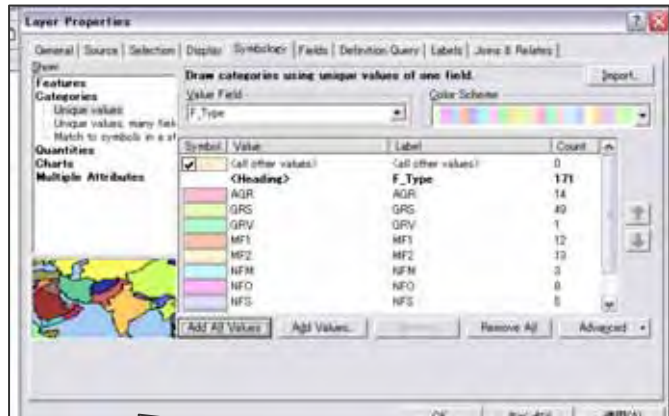 Layer Properties
General Source Selection Display Symbology Fields Definition Query Labels Joins & Relates
Show:
Features
Categories
Unique values
Unique values, many
Match to symbols in a
Quantities
Charts
Multiple Attributes
Draw categories using unique values of one field.
Import...
Value Field
Color Scheme
F_Type
Symbol Value Label Count
<all other values> <all other values> 0
<Heading> F_Type 171
AGR AGR 14
GRS GRS 49
GRV GRV 1
MF1 MF1 12
MF2 MF2 13
NFM NFM 3
NFO NFO
NFS NFS
Add All Values Add Values... Remove All Advanced
OK